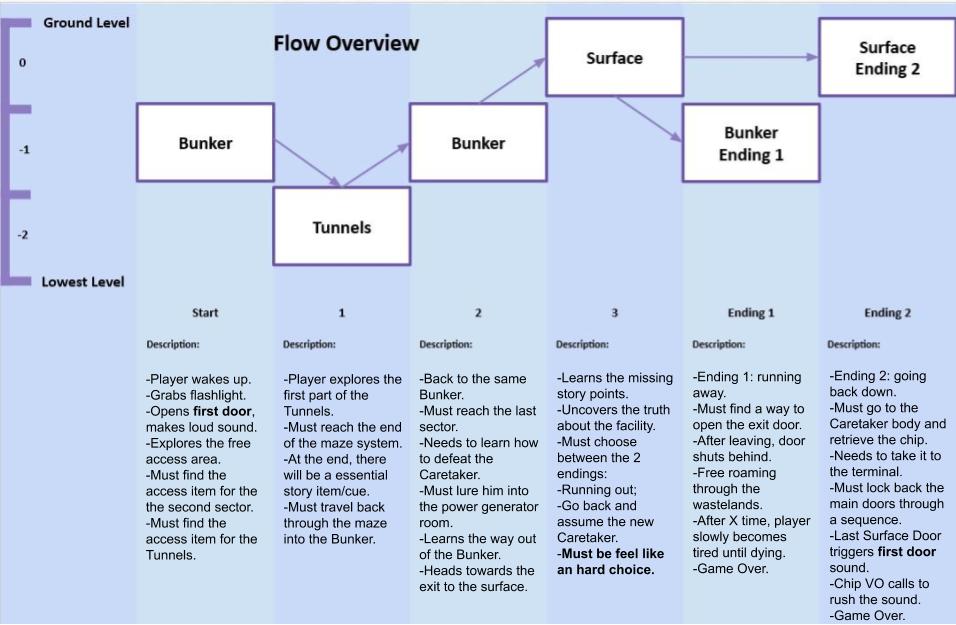 Ground Level
Flow Overview
0
-1
-2
Lowest Level
Bunker
Tunnels
Bunker
Surface
Bunker
Ending 1
Surface
Ending 2
Start
Description:
-Player wakes up.
-Grabs flashlight.
-Opens first door,
makes loud sound.
-Explores the free
access area.
-Must find the
access item for the
the second sector.
-Must find the
access item for the
Tunnels.
1
Description:
-Player explores the
first part of the
Tunnels.
-Must reach the end
of the maze system.
-At the end, there
will be a essential
story item/cue.
-Must travel back
through the maze
into the Bunker.
2
Description:
-Back to the same
Bunker.
-Must reach the last
sector.
-Needs to learn how
to defeat the
Caretaker.
-Must lure him into
the power generator
room.
-Learns the way out
of the Bunker.
-Heads towards the
exit to the surface.
3
Description:
-Learns the missing
story points.
-Uncovers the truth
about the facility.
-Must choose
between the 2
endings:
-Running out;
-Go back and
assume the new
Caretaker.
-Must be feel like
an hard choice.
Ending 1
Description:
-Ending 1: running
away.
-Must find a way to
open the exit door.
-After leaving, door
shuts behind.
-Free roaming
through the
wastelands.
-After X time, player
slowly becomes
tired until dying.
-Game Over.
Ending 2
Description:
-Ending 2: going
back down.
-Must go to the
Caretaker body and
retrieve the chip.
-Needs to take it to
the terminal.
-Must lock back the
main doors through
a sequence.
-Last Surface Door
triggers first door
sound.
-Chip VO calls to
rush the sound.
-Game Over.